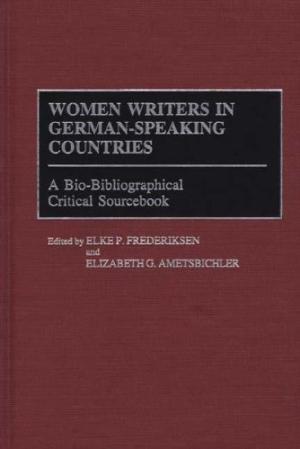 WOMEN WRITERS IN
GERMAN-SPEAKING
COUNTRIES
A Bio-Bibliographical
Critical Sourcebook
Edited by ELKE P. FREDERIKSEN
and
ELIZABETH G. AMETSBICHLER